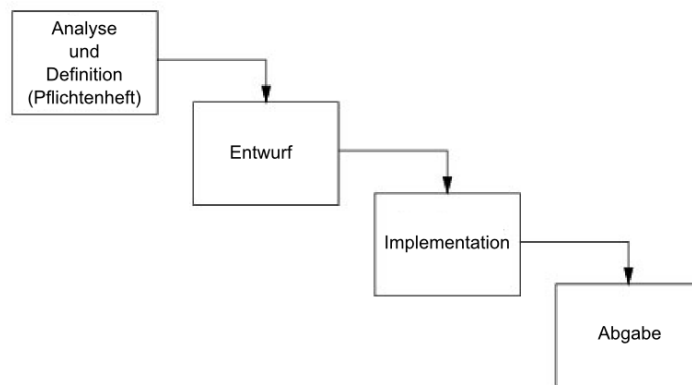 Analyse
und
Definition
(Pflichtenheft)
Entwurf
Implementation
Abgabe